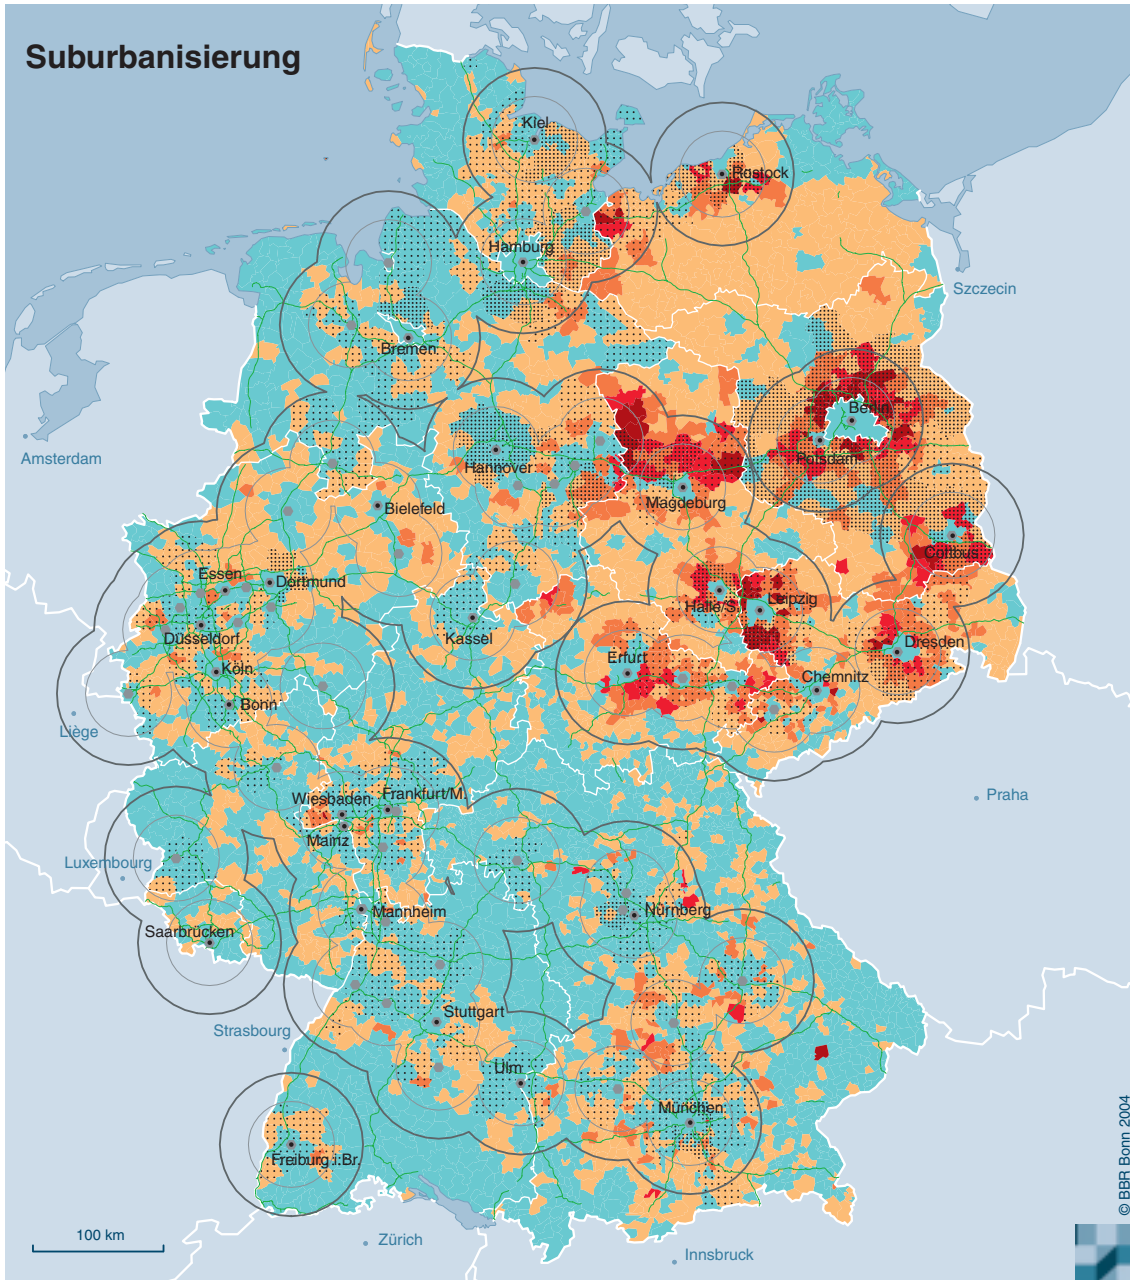 Suburbanisierung
Kiel
Rostock
Hamburg
Szczecin
Bremen
Berlin
Amsterdam
Hannover
Potsdam
Magdeburg
Bielefeld
Cottbus
Essen
Dortmund
Halle/S.
Leipzig
Düsseldorf
Kassel
Dresden
Erfurt
Köln
Chemnitz
Bonn
Liège
Wiesbaden
Frankfurt/M.
Praha
Mainz
Luxembourg
Mannheim
Nürnberg
Saarbrücken
Strasbourg
Stuttgart
Ulm
München
Freiburg i.Br.
100 km
Zürich
Innsbruck
© BBR Bonn 2004